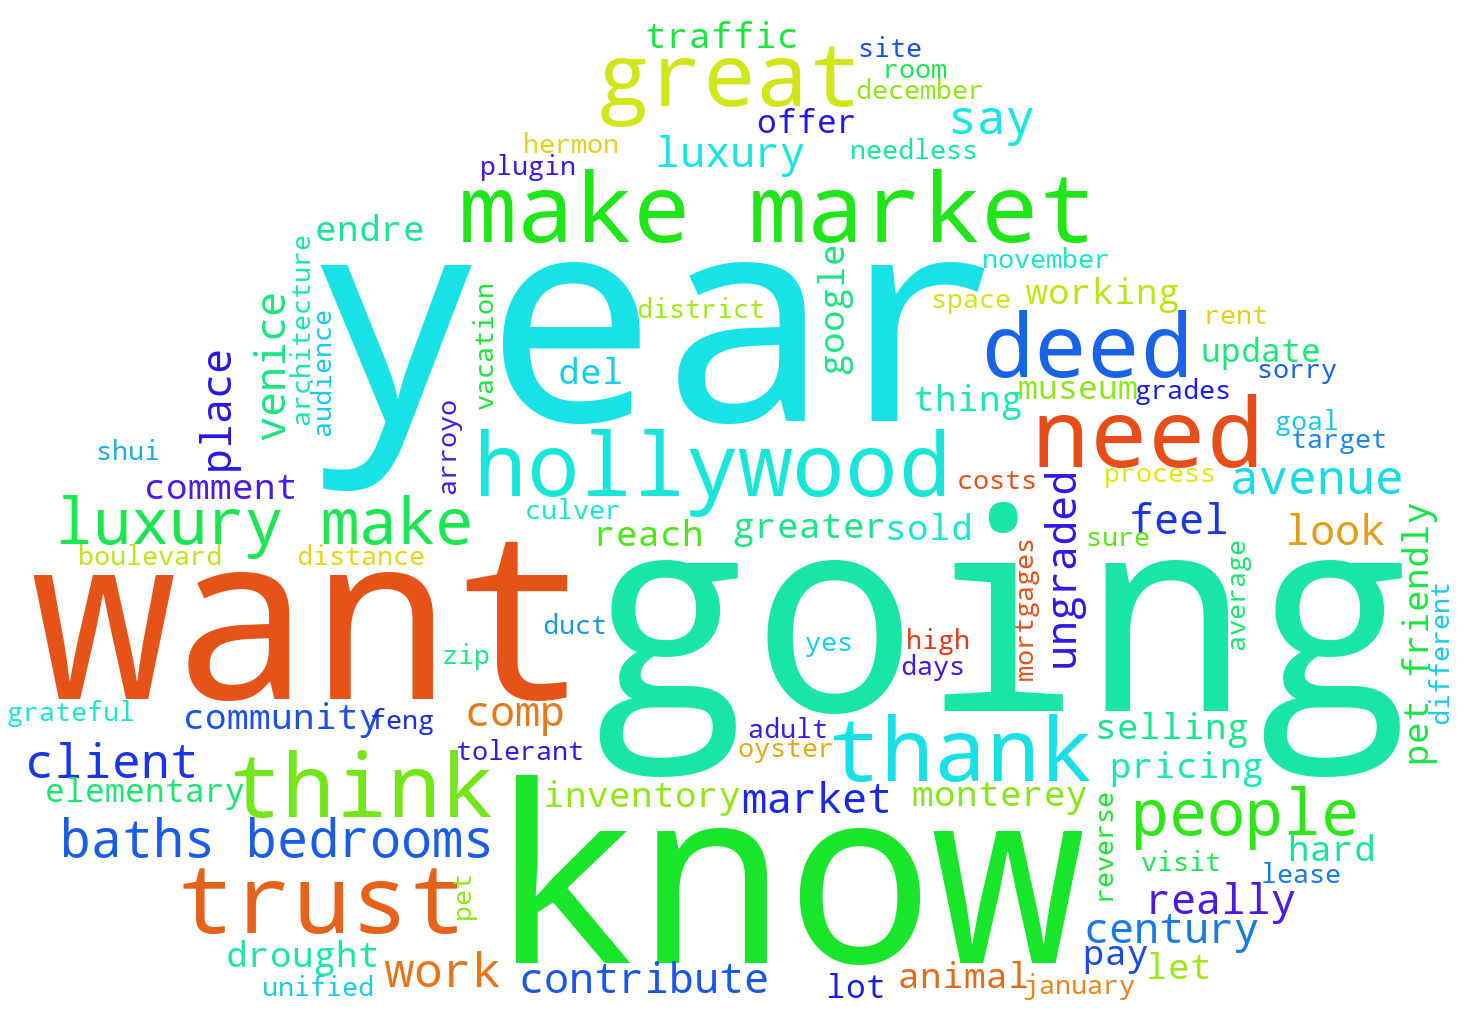 traffic
site
great
room
december
offer
say
hermon
luxury
needless
plugin
make market
endre
architecture
year
google
november
district
space
working
vacation
venice
audience
rent
deed
update
place
del
sorry
museum
grades
thing
need
arroyo
goal
target
hollywood
shui
comment
costs
process
avenue
luxury make
culver
reach
greater
sold
ungraded
feel
look
sure
boulevard
distance
want
going
mortgages
average
pet friendly
different
duct
yes
high
days
zip
grateful
community
feng
comp
adult
thank
selling
client
tolerant
oyster
think
pricing
elementary
inventory
market
monterey
people
baths bedrooms
know
reverse
hard
visit
lease
trust
pet
really
century
drought
work
pay
let
unified
contribute
lot
animal
january